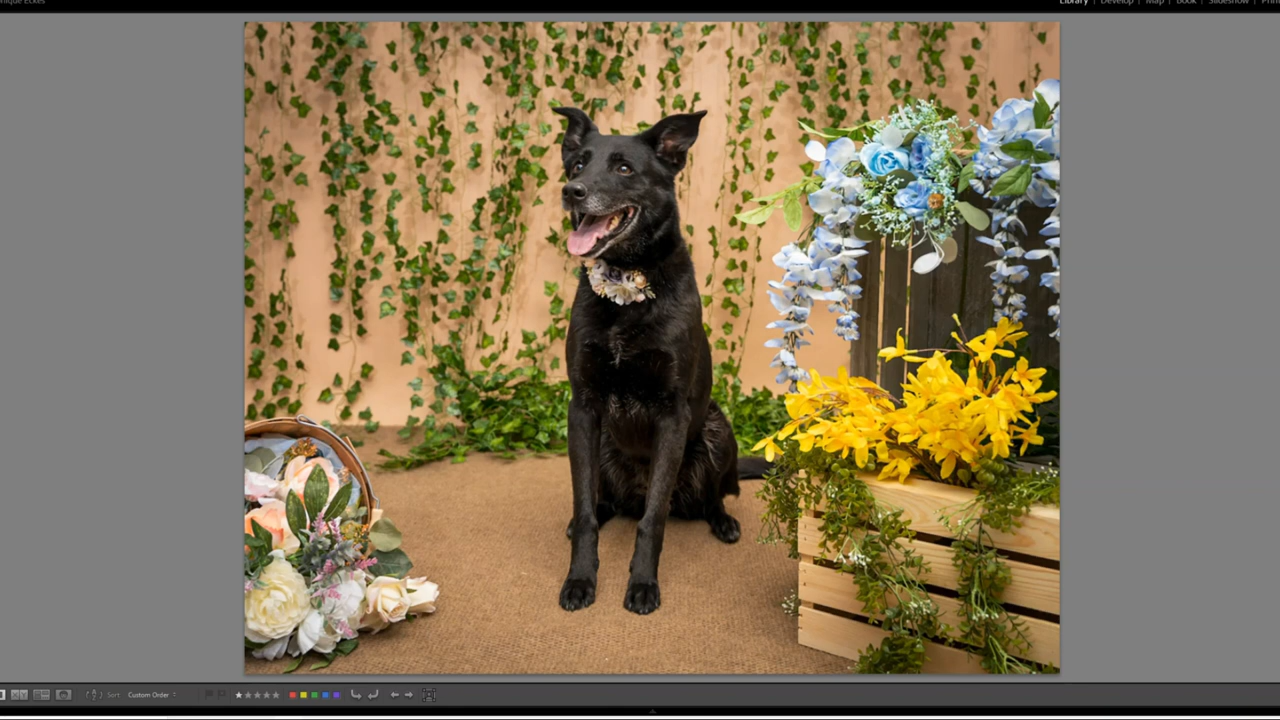 Library | Develop | Map | Book | Slideshow |
Sort Custom Order